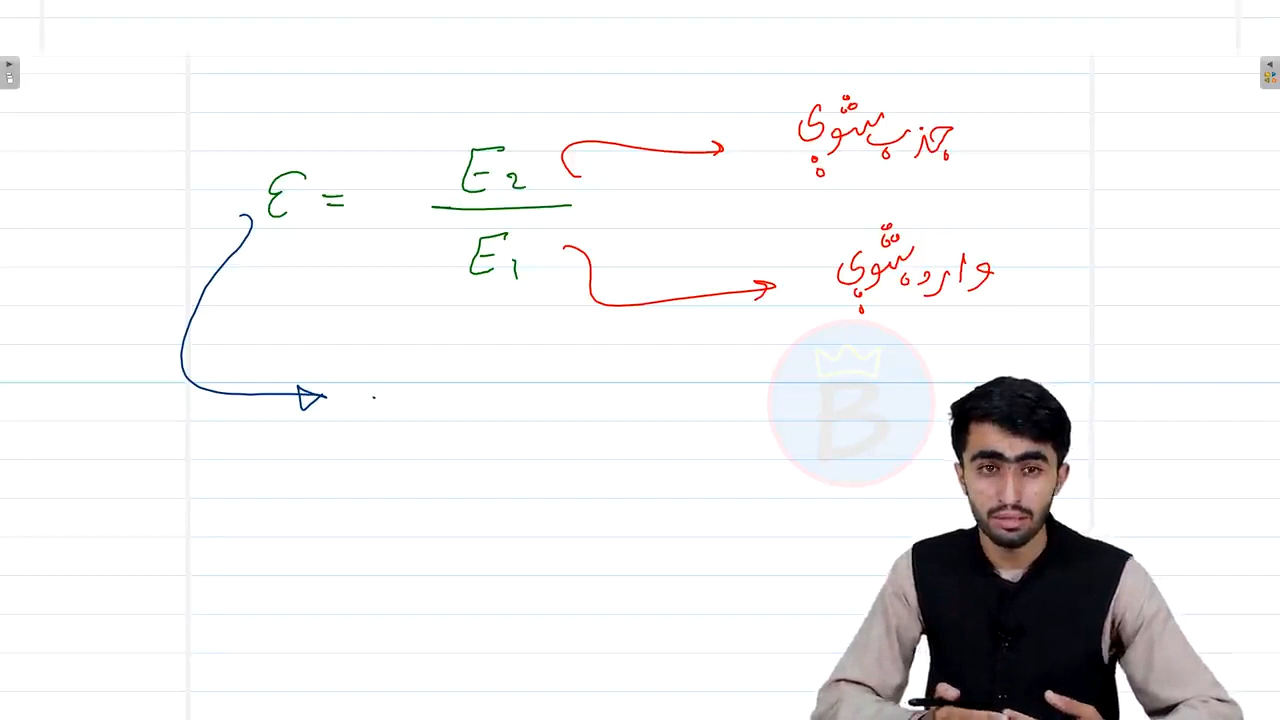 جذب شوې
ε = E2 / E1
وارده شوې
B